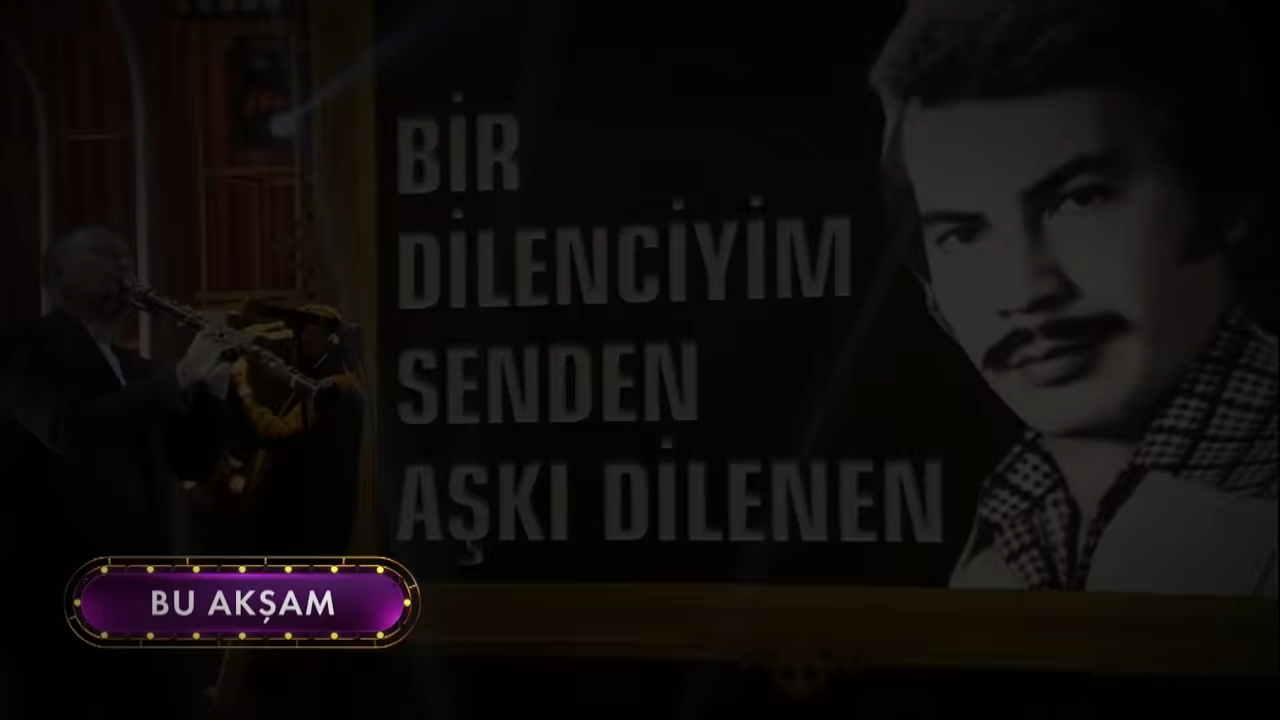 BİR
DİLENCİYİM
SENDEN
AŞKI DİLENEN
BU AKŞAM